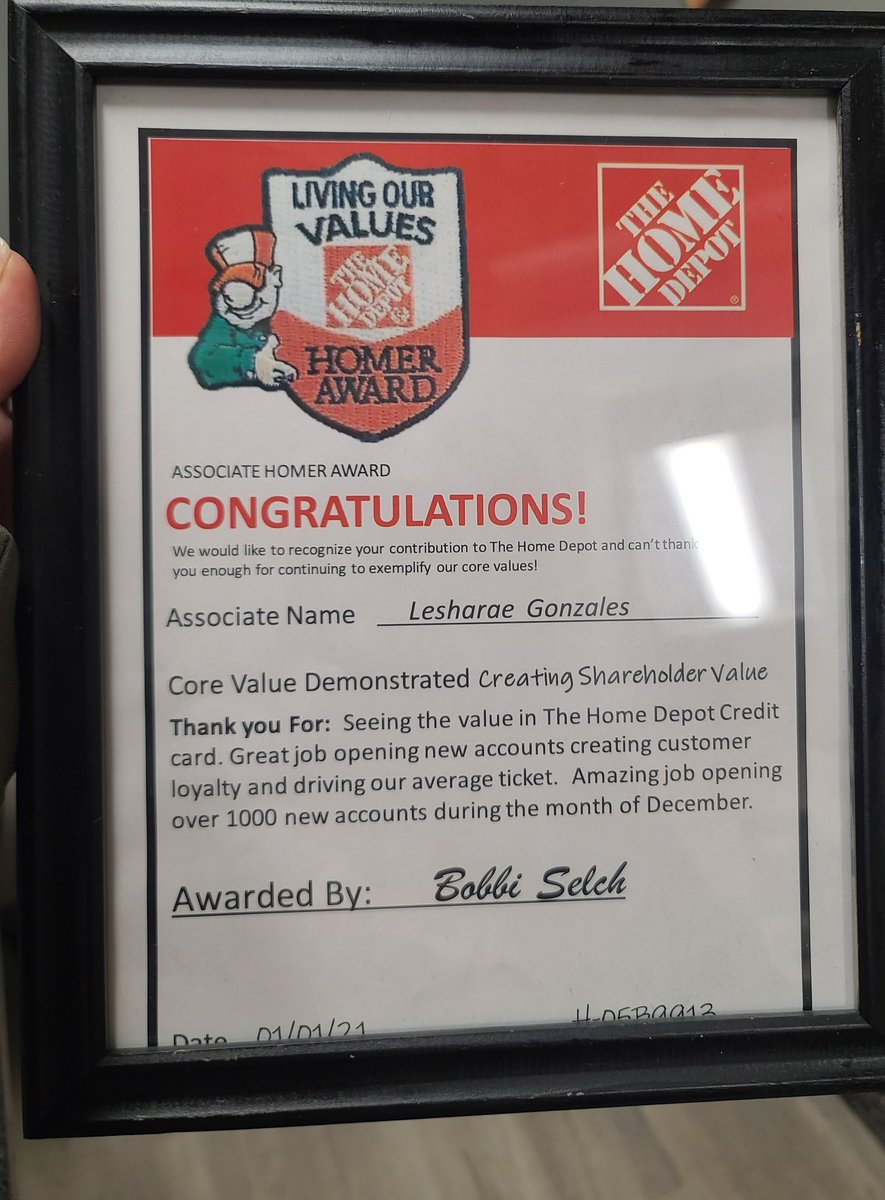 LIVING OUR
VALUES
THE
HOME
DEPOT
HOMER
AWARD
THE
HOME
DEPOT
ASSOCIATE HOMER AWARD
CONGRATULATIONS!
We would like to recognize your contribution to The Home Depot and can't thank
you enough for continuing to exemplify our core values!
Associate Name Lesharae Gonzales
Core Value Demonstrated Creating Shareholder Value
Thank you For: Seeing the value in The Home Depot Credit
card. Great job opening new accounts creating customer
loyalty and driving our average ticket. Amazing job opening
over 1000 new accounts during the month of December.
Awarded By: Bobbi Selch
Date 01/01/21